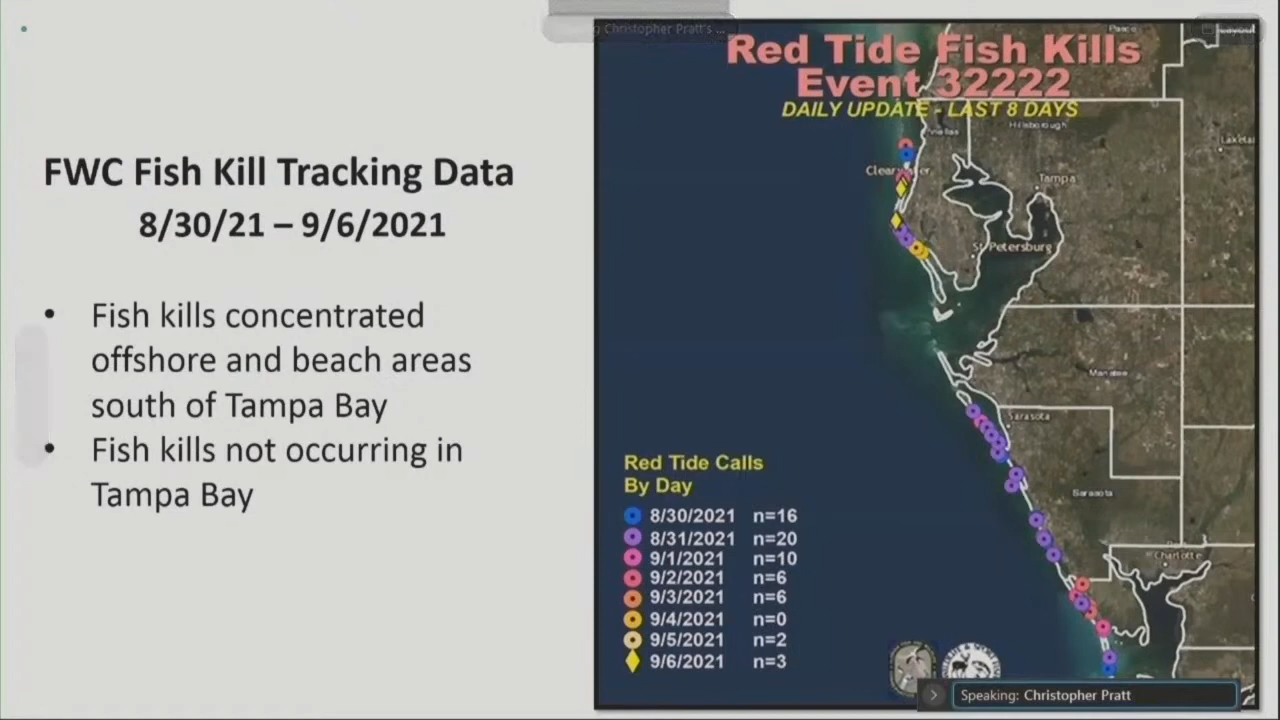 FWC Fish Kill Tracking Data
8/30/21 – 9/6/2021
• Fish kills concentrated
offshore and beach areas
south of Tampa Bay
• Fish kills not occurring in
Tampa Bay
Christopher Pratt's ...
Red Tide Fish Kills
Event 32222
DAILY UPDATE - LAST 8 DAYS
Pasco
Pinellas
Hillsborough
Clearwater
Tampa
St Petersburg
Manatee
Sarasota
Sarasota
Charlotte
Red Tide Calls
By Day
8/30/2021 n=16
8/31/2021 n=20
9/1/2021 n=10
9/2/2021 n=6
9/3/2021 n=6
9/4/2021 n=0
9/5/2021 n=2
9/6/2021 n=3
Speaking: Christopher Pratt